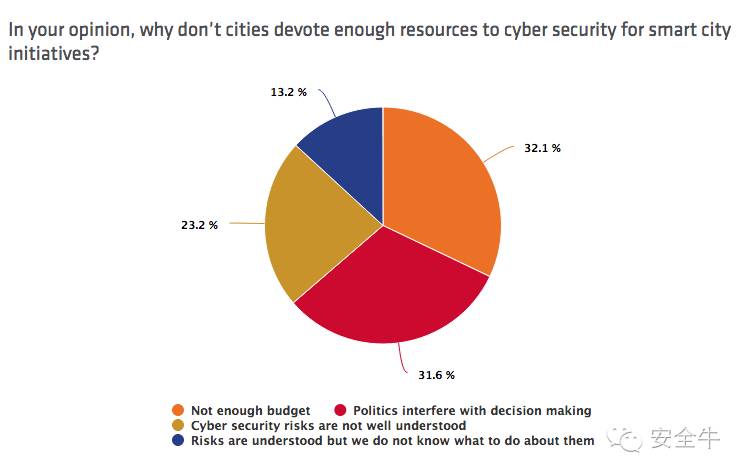 In your opinion, why don't cities devote enough resources to cyber security for smart city
initiatives?
13.2 %
32.1 %
23.2 %
31.6 %
Not enough budget
Politics interfere with decision making
Cyber security risks are not well understood
Risks are understood but we do not know what to do about them
安全牛